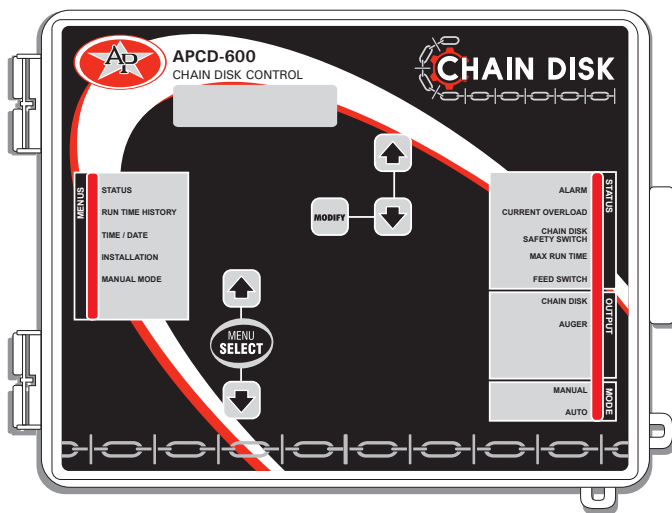 AP
APCD-600
CHAIN DISK CONTROL
CHAIN DISK
MENUS
STATUS
RUN TIME HISTORY
TIME / DATE
INSTALLATION
MANUAL MODE
MODIFY
MENU
SELECT
STATUS
ALARM
CURRENT OVERLOAD
CHAIN DISK
SAFETY SWITCH
MAX RUN TIME
FEED SWITCH
OUTPUT
CHAIN DISK
AUGER
MODE
MANUAL
AUTO